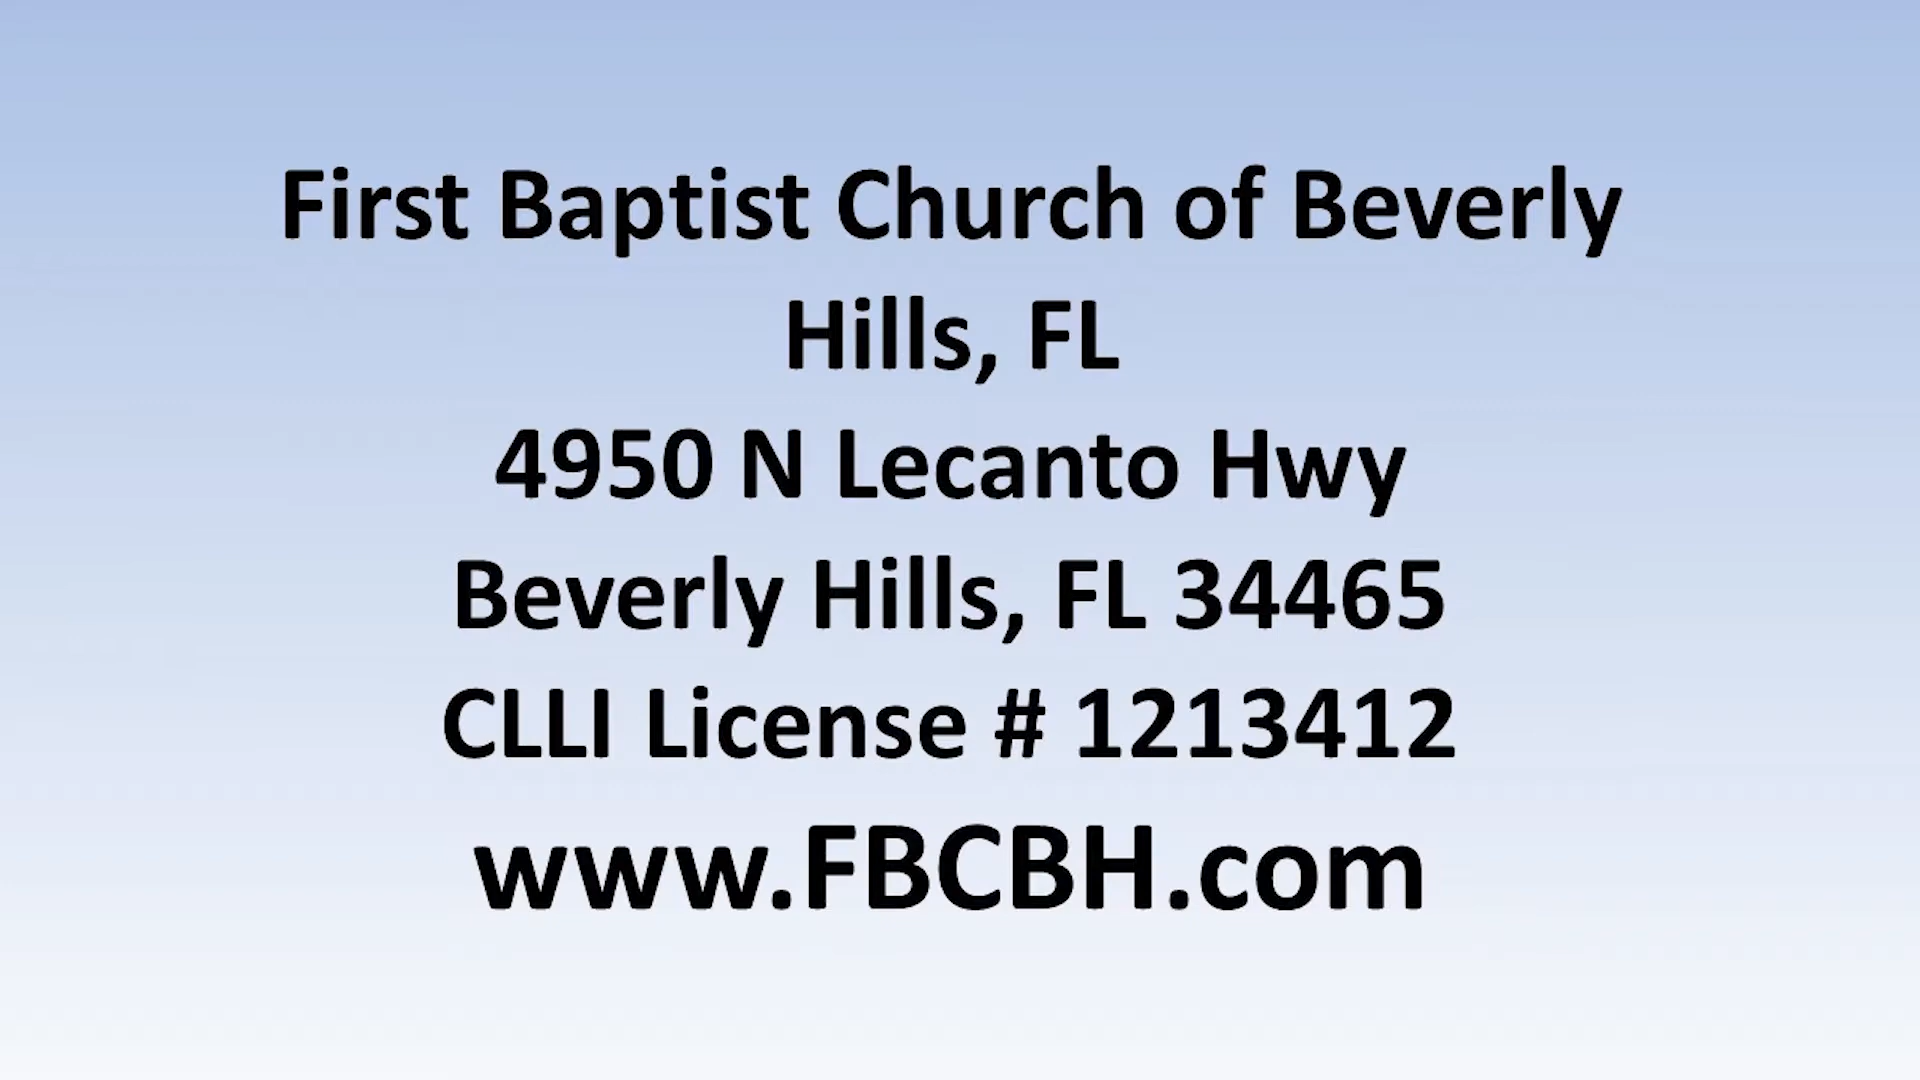 First Baptist Church of Beverly
Hills, FL
4950 N Lecanto Hwy
Beverly Hills, FL 34465
CLLI License # 1213412
www.FBCBH.com